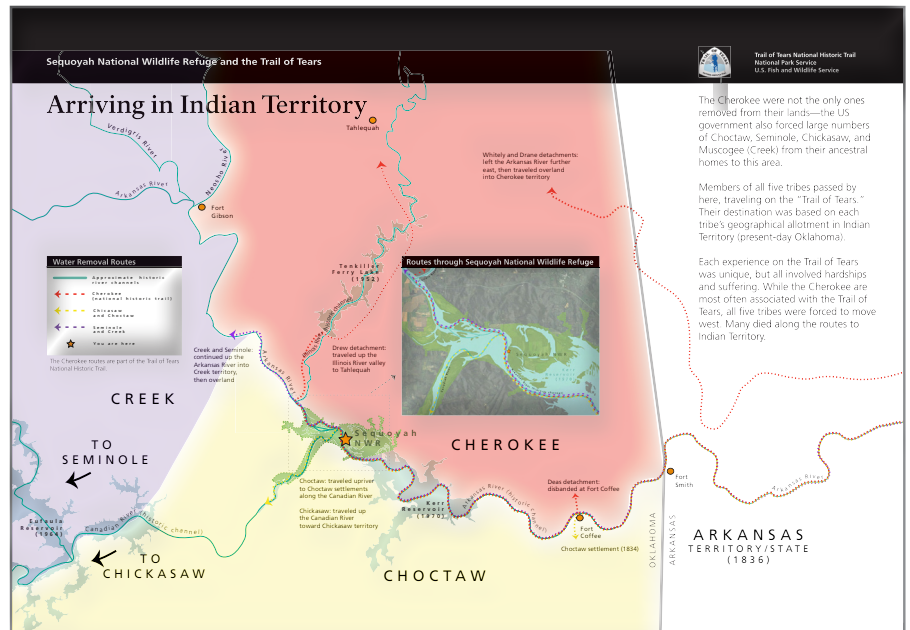 Sequoyah National Wildlife Refuge and the Trail of Tears
Trail of Tears National Historic Trail
National Park Service
U.S. Fish and Wildlife Service
Arriving in Indian Territory
The Cherokee were not the only ones
removed from their lands—the US
government also forced large numbers
of Choctaw, Seminole, Chickasaw, and
Muscogee (Creek) from their ancestral
homes to this area.
Members of all five tribes passed by
here, traveling on the "Trail of Tears."
Their destination was based on each
tribe's geographical allotment in Indian
Territory (present-day Oklahoma).
Each experience on the Trail of Tears
was unique, but all involved hardships
and suffering. While the Cherokee are
most often associated with the Trail of
Tears, all five tribes were forced to move
west. Many died along the routes to
Indian Territory.
Verdigris River
Neosho River
Arkansas River
Tahlequah
Fort
Gibson
Whitely and Drane detachments:
left the Arkansas River further
east, then traveled overland
into Cherokee territory
Water Removal Routes
Approximate historic
river channels
Cherokee
(national historic trail)
Chickasaw
and Choctaw
Seminole
and Creek
You are here
The Cherokee routes are part of the Trail of Tears
National Historic Trail.
Tenkiller
Ferry Lake
(1952)
Routes through Sequoyah National Wildlife Refuge
Creek and Seminole:
continued up the
Arkansas River into
Creek territory,
then overland
Arkansas River
Drew detachment:
traveled up the
Illinois River valley
to Tahlequah
CREEK
TO
SEMINOLE
Sequoyah
NWR
CHEROKEE
Choctaw: traveled upriver
to Choctaw settlements
along the Canadian River
Chickasaw: traveled up
the Canadian River
toward Chickasaw territory
Kerr
Reservoir
(1970)
Arkansas River (historic channel)
Deas detachment:
disbanded at Fort Coffee
Fort
Coffee
Choctaw settlement (1834)
Fort
Smith
Arkansas River
Eufaula
Reservoir
(1964)
Canadian River (historic channel)
TO
CHICKASAW
CHOCTAW
OKLAHOMA
ARKANSAS
ARKANSAS
TERRITORY/STATE
(1836)